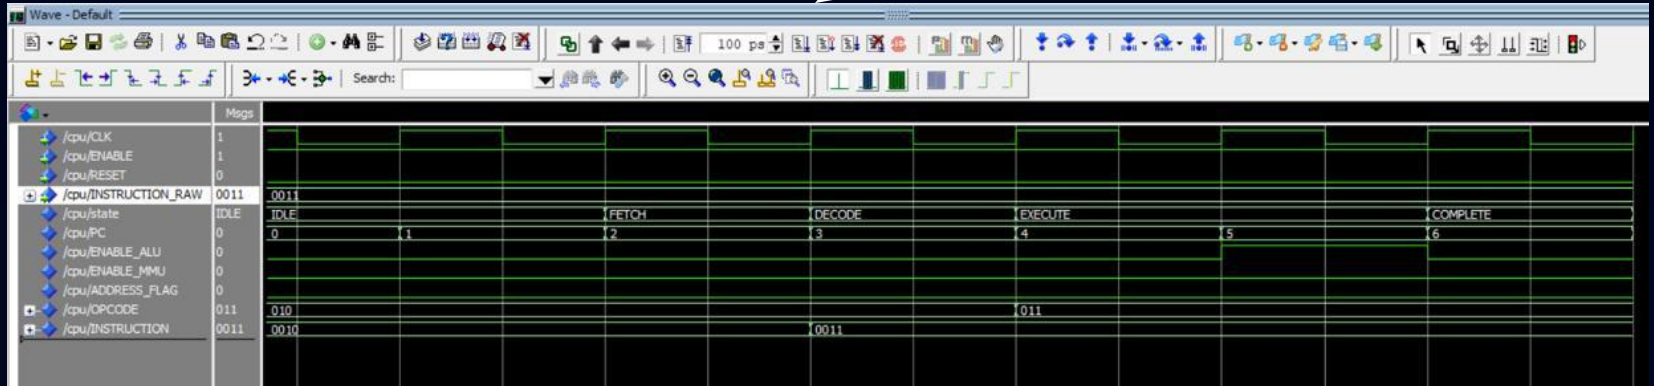 Wave - Default
100 ps
Search:
Msgs
/cpu/CLK 1
/cpu/ENABLE 1
/cpu/RESET 0
/cpu/INSTRUCTION_RAW 0011 0011
/cpu/state IDLE IDLE FETCH DECODE EXECUTE COMPLETE
/cpu/PC 0 0 1 2 3 4 5 6
/cpu/ENABLE_ALU 0
/cpu/ENABLE_MMU 0
/cpu/ADDRESS_FLAG 0
/cpu/OPCODE 011 010 011
/cpu/INSTRUCTION 0011 0010 0011